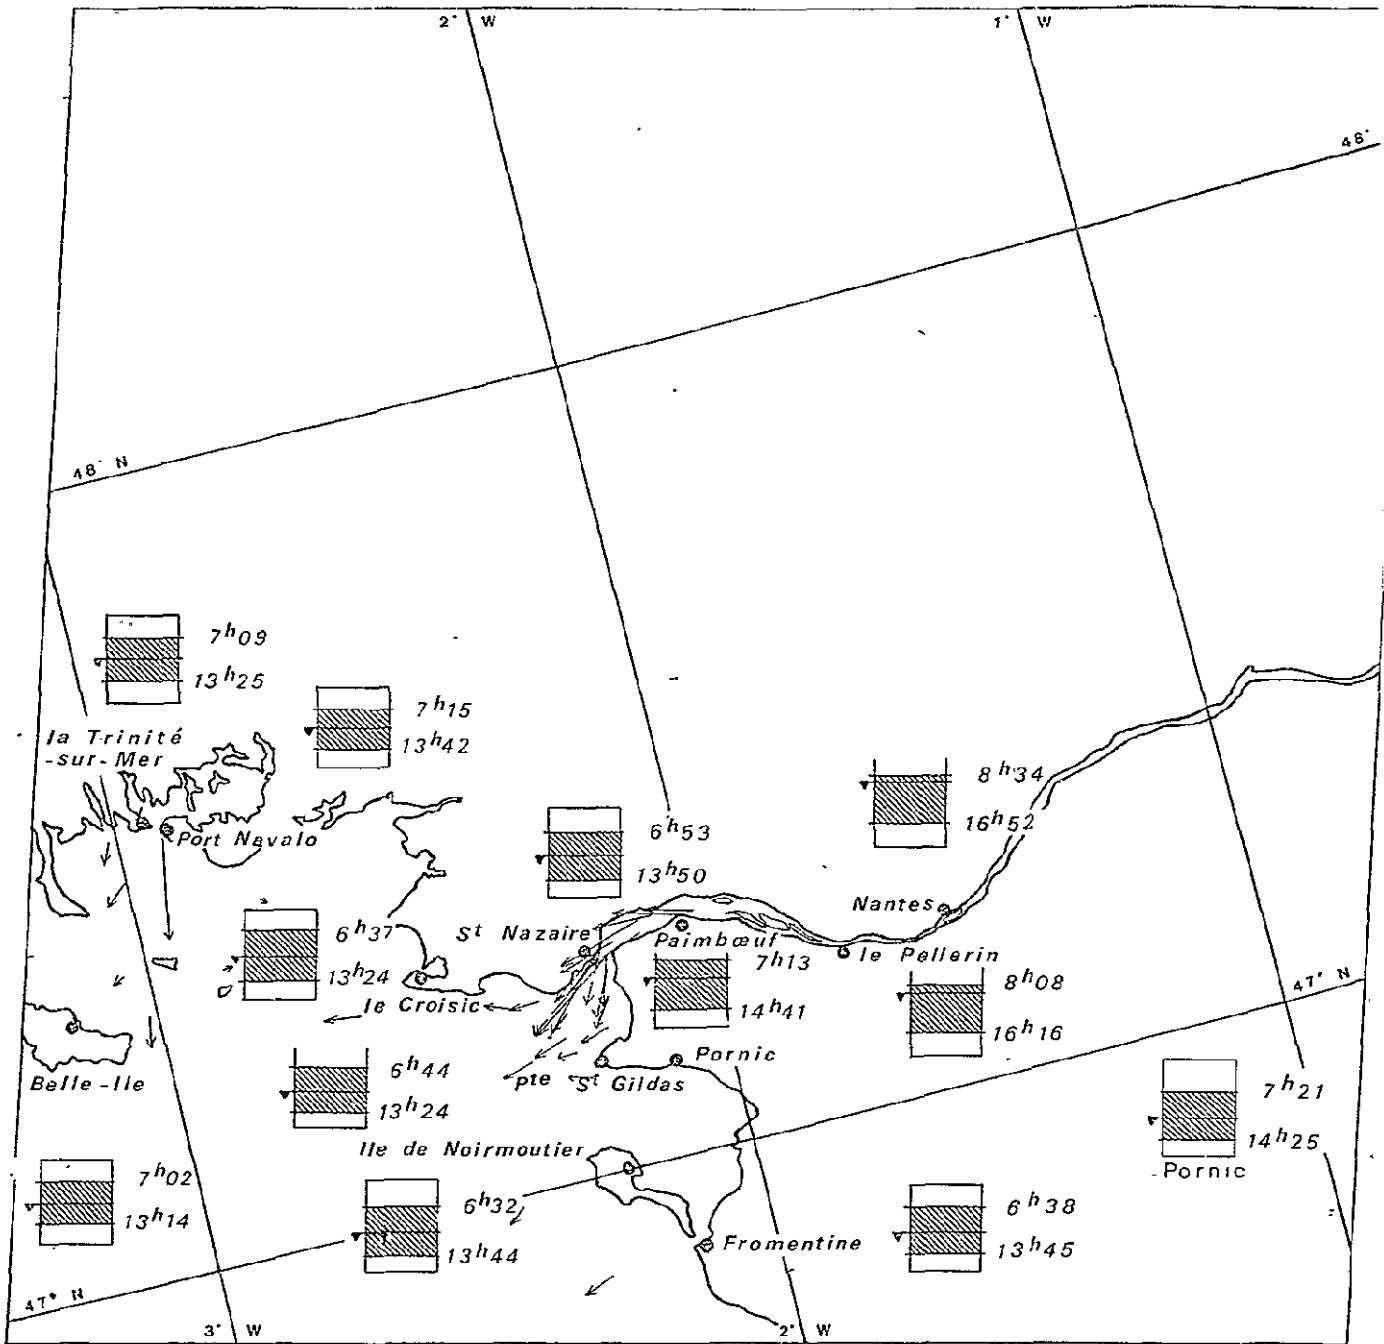 2° W
1° W
48°
48° N
7h09
13h25
7h15
13h42
la Trinité
-sur-Mer
8h34
16h52
6h53
13h50
Port Navalo
Nantes
6h37
13h24
St Nazaire
Paimbœuf
le Pellerin
7h13
14h41
8h08
16h16
47° N
le Croisic
Pornic
Pte St Gildas
Belle-Ile
6h44
13h24
7h21
14h25
Pornic
Ile de Noirmoutier
7h02
13h14
6h32
13h44
6h38
13h45
Fromentine
47° N
3° W
2° W